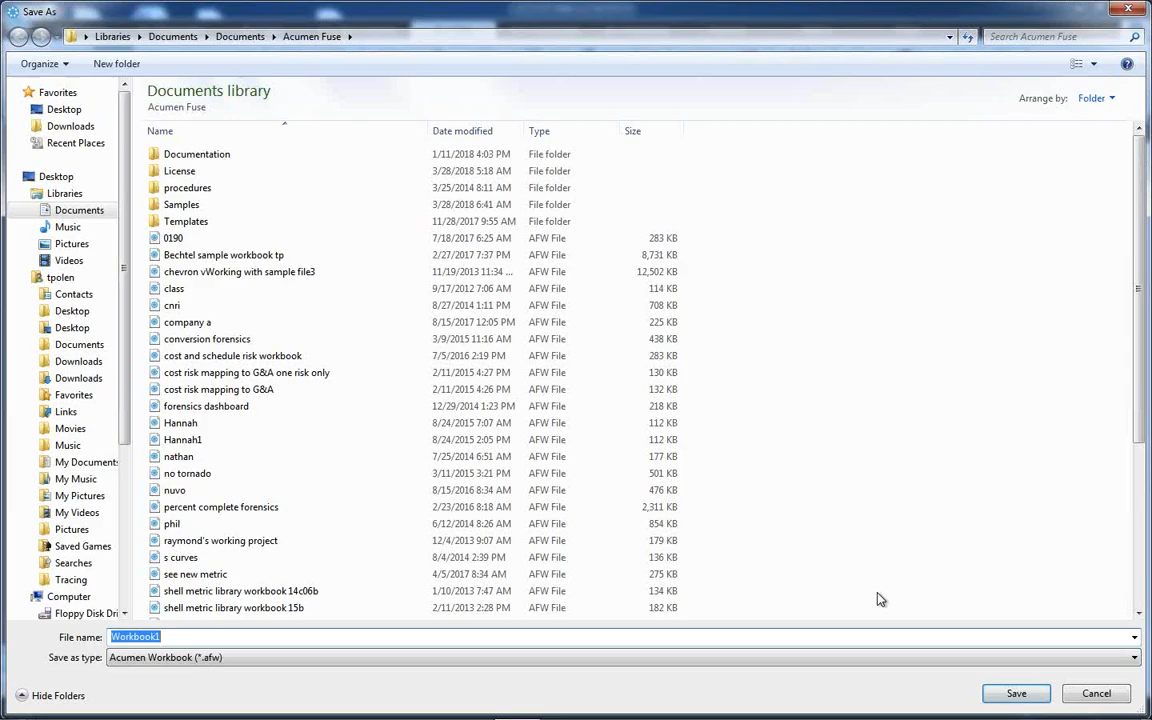 Save As
Libraries Documents Documents Acumen Fuse
Search Acumen Fuse
Organize New folder
Favorites
Desktop
Downloads
Recent Places
Desktop
Libraries
Documents
Music
Pictures
Videos
tpolen
Contacts
Desktop
Desktop
Documents
Downloads
Downloads
Favorites
Links
Movies
Music
My Documents
My Music
My Pictures
My Videos
Pictures
Saved Games
Searches
Tracing
Computer
Floppy Disk Dri
Documents library
Acumen Fuse
Arrange by: Folder
Name Date modified Type Size
Documentation 1/11/2018 4:03 PM File folder
License 3/28/2018 5:18 AM File folder
procedures 3/25/2014 8:11 AM File folder
Samples 3/28/2018 6:41 AM File folder
Templates 11/28/2017 9:55 AM File folder
0190 7/18/2017 6:25 AM AFW File 283 KB
Bechtel sample workbook tp 2/27/2017 7:37 PM AFW File 8,731 KB
chevron vWorking with sample file3 11/19/2013 11:34 ... AFW File 12,502 KB
class 9/17/2012 7:06 AM AFW File 114 KB
cnri 8/27/2014 1:11 PM AFW File 708 KB
company a 8/15/2017 12:05 PM AFW File 225 KB
conversion forensics 3/9/2015 11:16 AM AFW File 438 KB
cost and schedule risk workbook 7/5/2016 2:19 PM AFW File 283 KB
cost risk mapping to G&A one risk only 2/11/2015 4:27 PM AFW File 130 KB
cost risk mapping to G&A 2/11/2015 4:26 PM AFW File 132 KB
forensics dashboard 12/29/2014 1:23 PM AFW File 218 KB
Hannah 8/24/2015 7:07 AM AFW File 112 KB
Hannah1 8/24/2015 2:05 PM AFW File 112 KB
nathan 7/25/2014 6:51 AM AFW File 177 KB
no tornado 3/11/2015 3:21 PM AFW File 501 KB
nuvo 8/15/2016 8:34 AM AFW File 476 KB
percent complete forensics 2/23/2016 8:18 AM AFW File 2,311 KB
phil 6/12/2014 8:26 AM AFW File 854 KB
raymond's working project 12/4/2013 9:07 AM AFW File 179 KB
s curves 8/4/2014 2:39 PM AFW File 136 KB
see new metric 4/5/2017 8:34 AM AFW File 275 KB
shell metric library workbook 14c06b 1/10/2013 7:47 AM AFW File 134 KB
shell metric library workbook 15b 2/11/2013 2:28 PM AFW File 182 KB
File name: Workbook1
Save as type: Acumen Workbook (*.afw)
Hide Folders Save Cancel